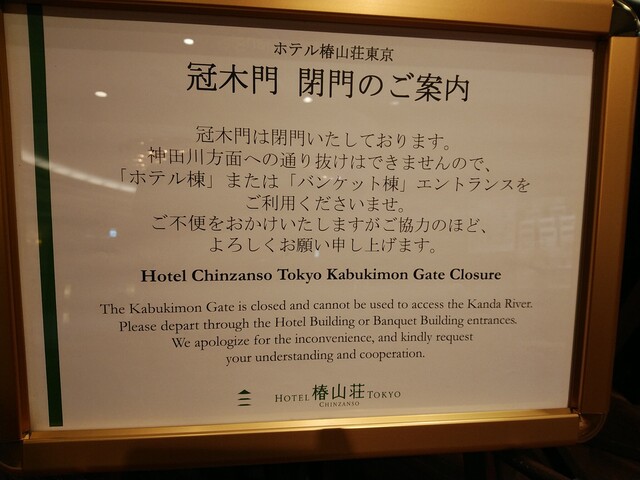 ホテル椿山荘東京
冠木門 閉門のご案内
冠木門は閉門いたしております。
神田川方面への通り抜けはできませんので、
「ホテル棟」または「バンケット棟」エントランスを
ご利用くださいませ。
ご不便をおかけいたしますがご協力のほど、
よろしくお願い申し上げます。
Hotel Chinzanso Tokyo Kabukimon Gate Closure
The Kabukimon Gate is closed and cannot be used to access the Kanda River.
Please depart through the Hotel Building or Banquet Building entrances.
We apologize for the inconvenience, and kindly request
your understanding and cooperation.
HOTEL 椿山荘 TOKYO
CHINZANSO